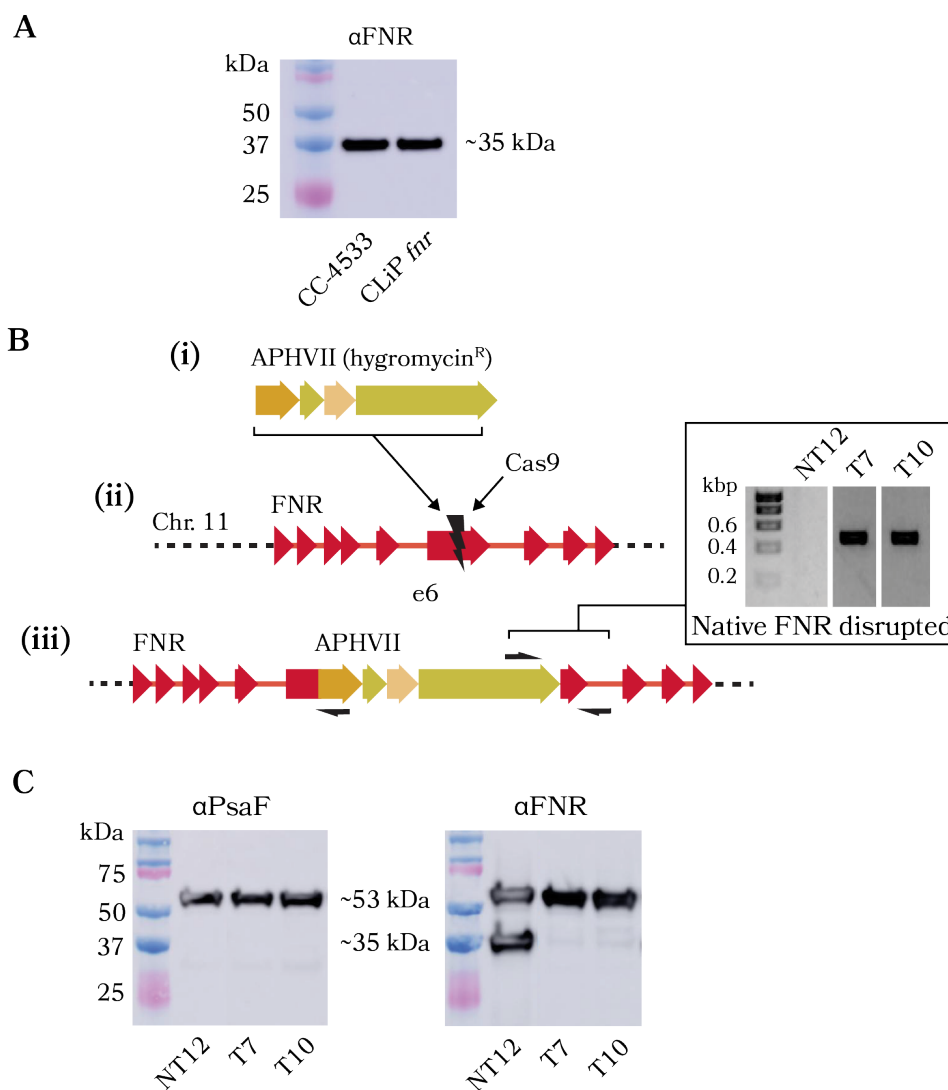 A
αFNR
kDa
50
37
25
~35 kDa
CC-4533
CLiP fnr
B
(i)
APHVII (hygromycinᴿ)
Cas9
(ii)
FNR
Chr. 11
e6
NT12
T7
T10
kbp
0.6
0.4
0.2
Native FNR disrupted
(iii)
FNR
APHVII
C
αPsaF
αFNR
kDa
75
50
37
25
~53 kDa
~35 kDa
NT12
T7
T10
NT12
T7
T10